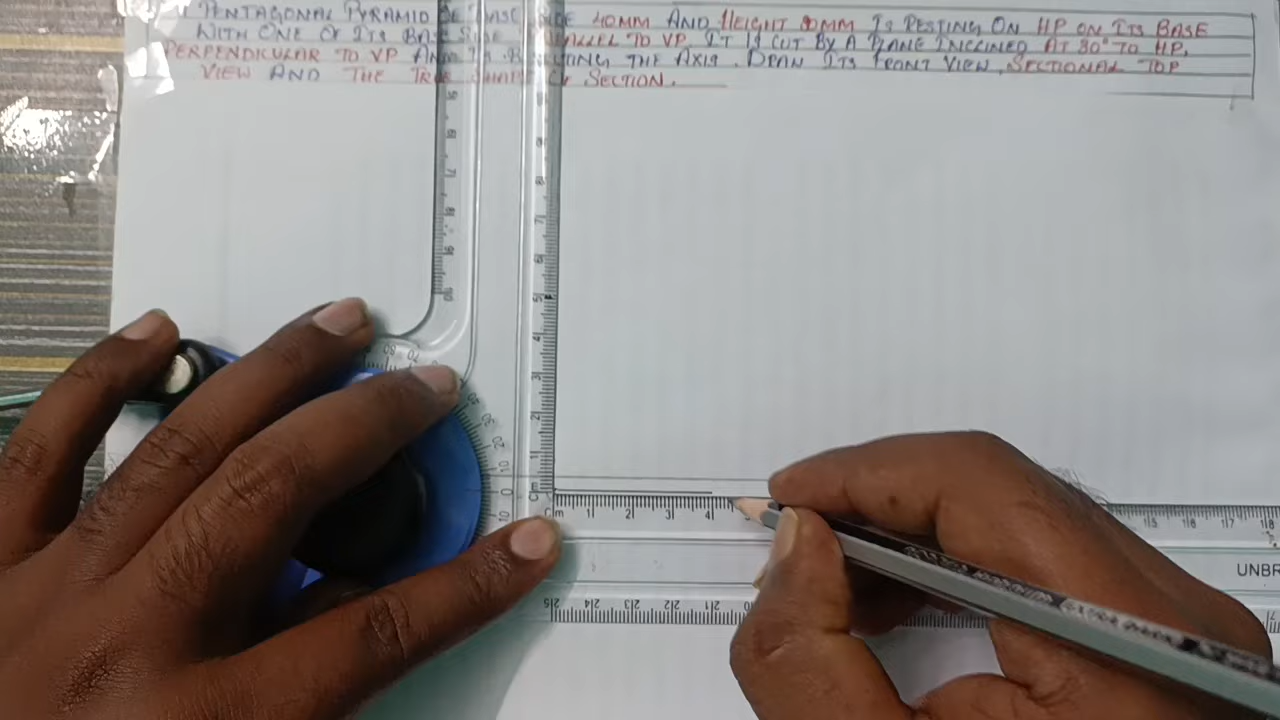 PENTAGONAL PYRAMID OF BASE SIDE 40MM AND HEIGHT 80MM IS RESTING ON HP ON ITS BASE
WITH ONE OF ITS BASE SIDE PARALLEL TO VP IT IS CUT BY A PLANE INCLINED AT 30° TO HP,
PERPENDICULAR TO VP AND IS BISECTING THE AXIS. DRAW ITS FRONT VIEW, SECTIONAL TOP
VIEW AND THE TRUE SHAPE OF SECTION.
UNBR